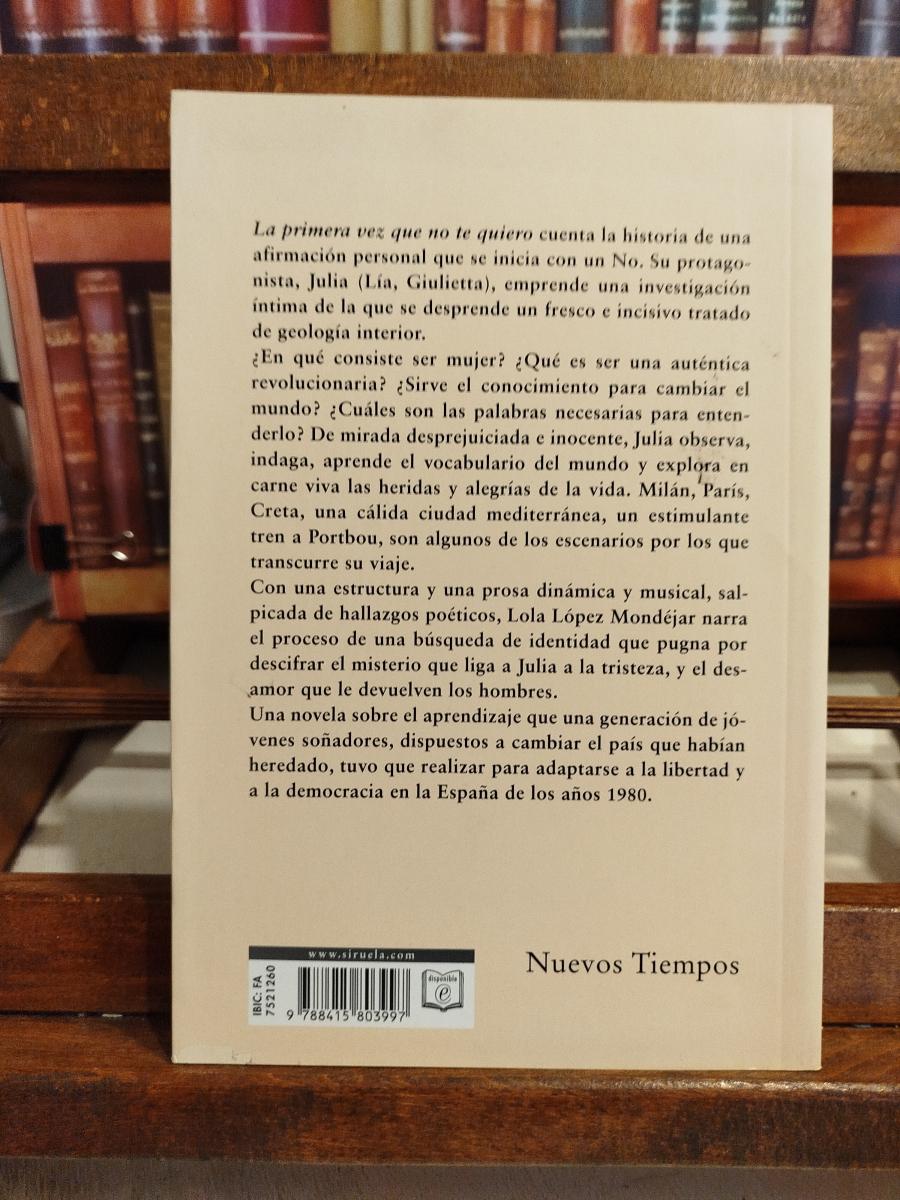 La primera vez que no te quiero cuenta la historia de una
afirmación personal que se inicia con un No. Su protago-
nista, Julia (Lía, Giulietta), emprende una investigación
íntima de la que se desprende un fresco e incisivo tratado
de geología interior.
¿En qué consiste ser mujer? ¿Qué es ser una auténtica
revolucionaria? ¿Sirve el conocimiento para cambiar el
mundo? ¿Cuáles son las palabras necesarias para enten-
derlo? De mirada desprejuiciada e inocente, Julia observa,
indaga, aprende el vocabulario del mundo y explora en
carne viva las heridas y alegrías de la vida. Milán, París,
Creta, una cálida ciudad mediterránea, un estimulante
tren a Portbou, son algunos de los escenarios por los que
transcurre su viaje.
Con una estructura y una prosa dinámica y musical, sal-
picada de hallazgos poéticos, Lola López Mondéjar narra
el proceso de una búsqueda de identidad que pugna por
descifrar el misterio que liga a Julia a la tristeza, y el des-
amor que le devuelven los hombres.
Una novela sobre el aprendizaje que una generación de jó-
venes soñadores, dispuestos a cambiar el país que habían
heredado, tuvo que realizar para adaptarse a la libertad y
a la democracia en la España de los años 1980.
www.siruela.com
IBIC: FA
7521260
9 788415 803997
disponible
e
Nuevos Tiempos